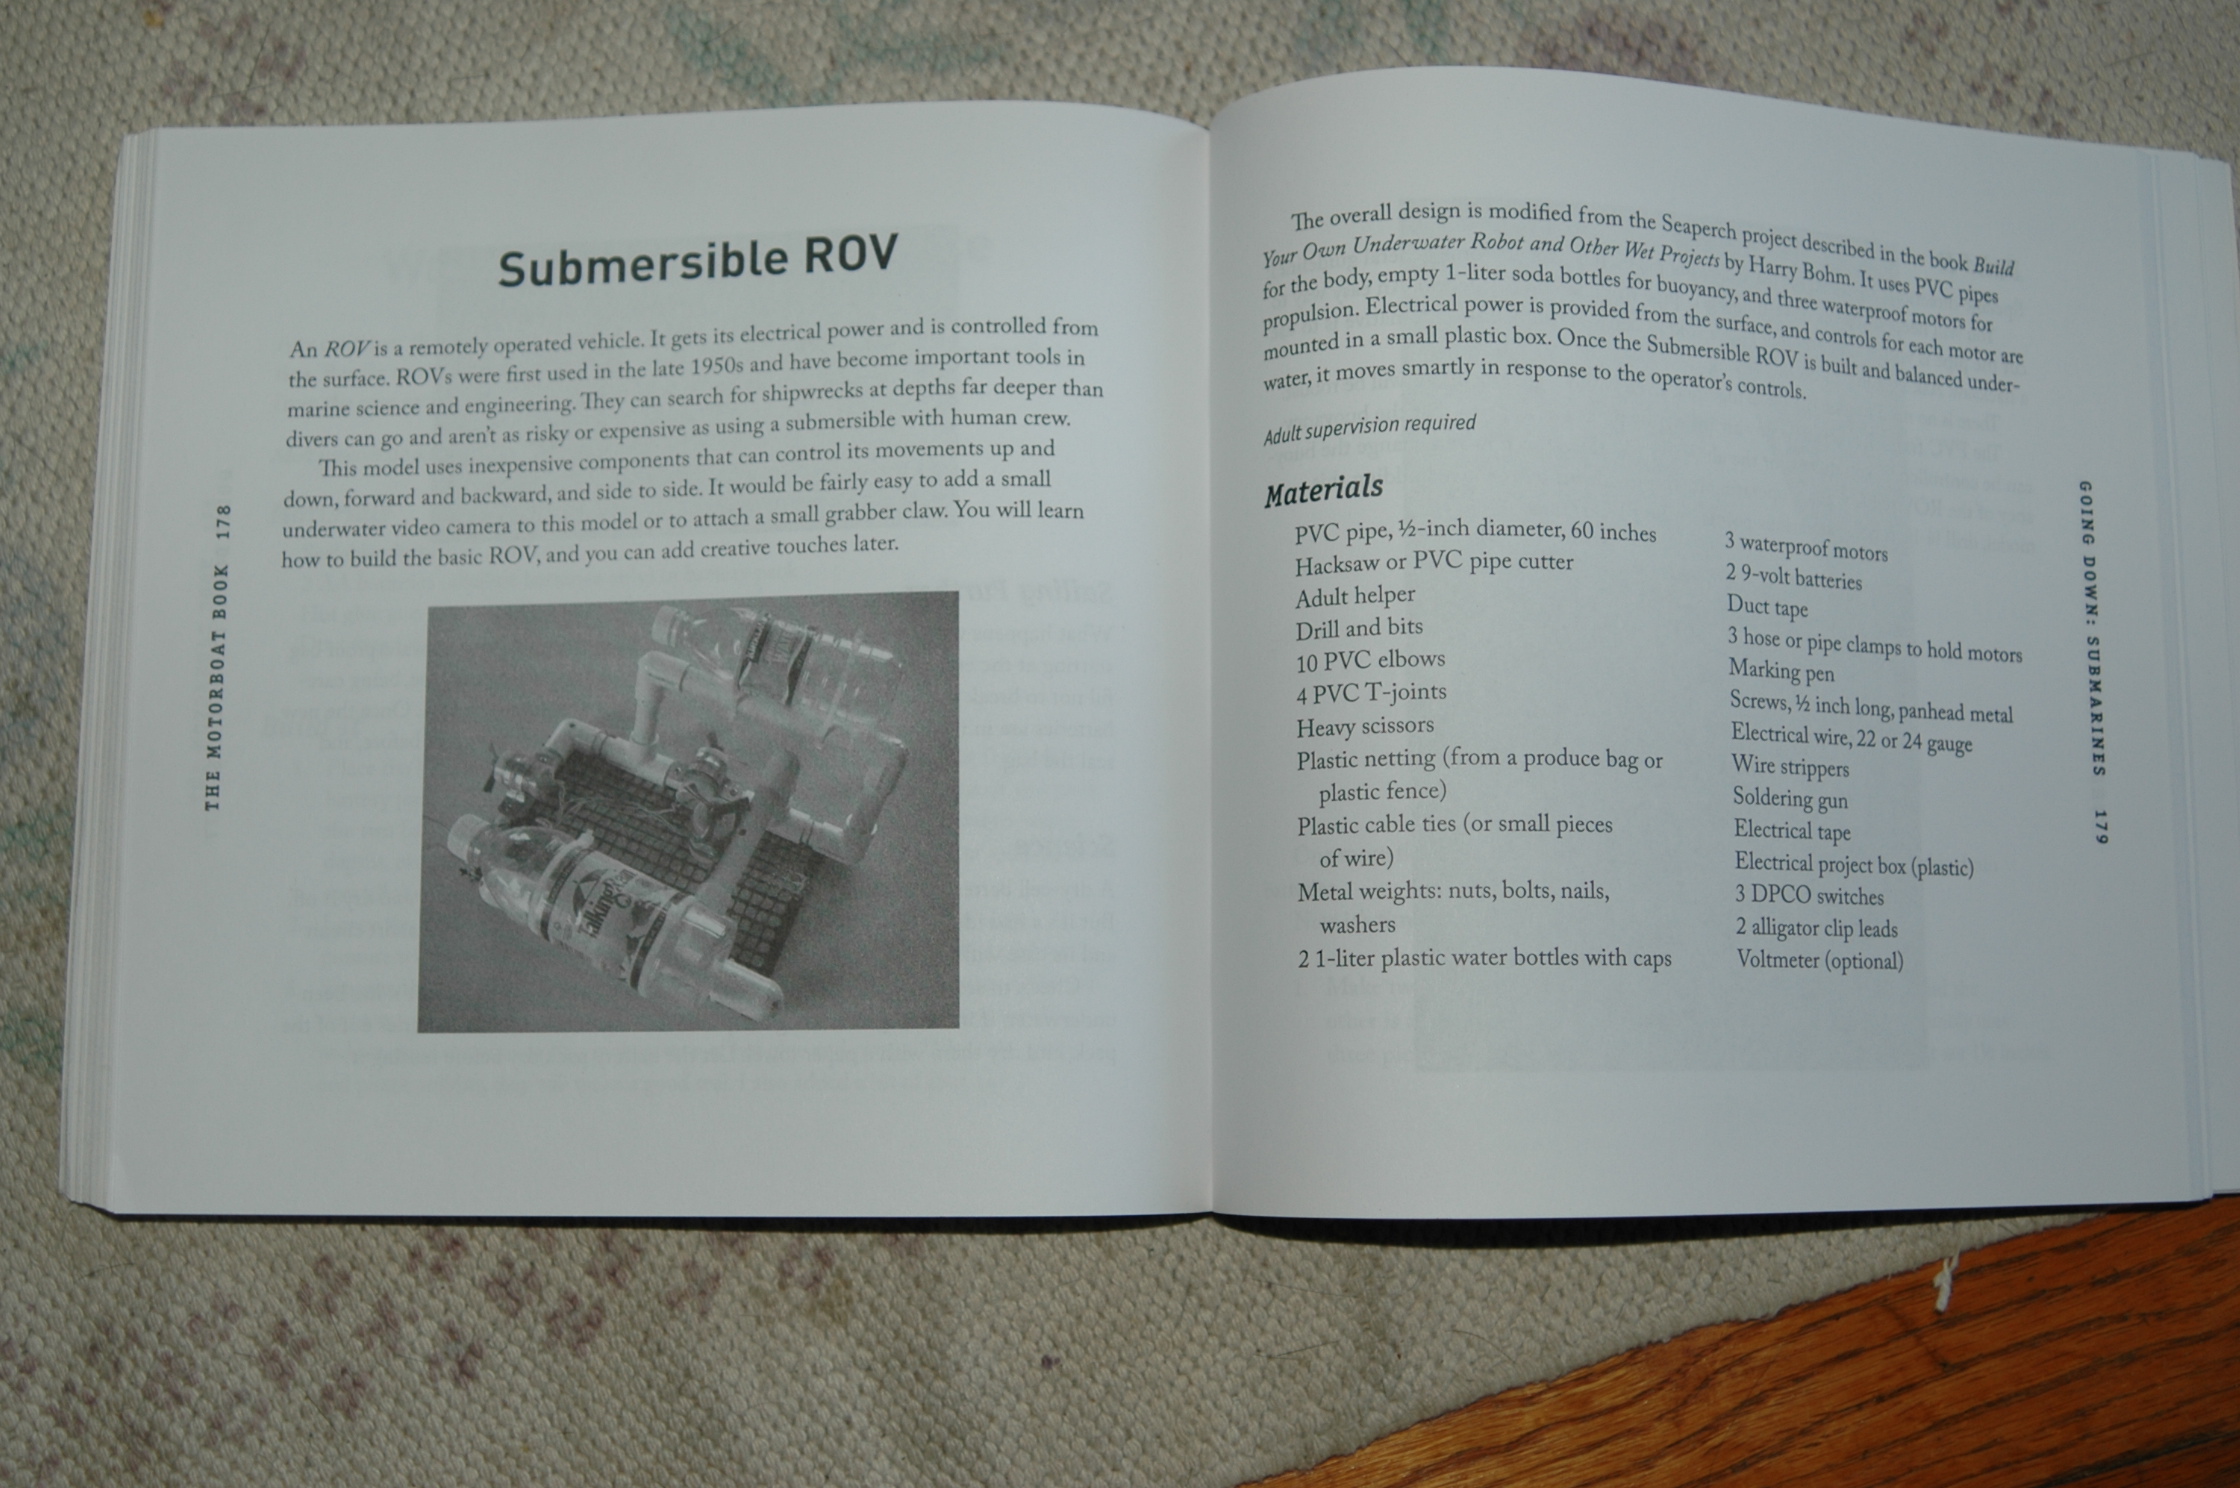 THE MOTORBOAT BOOK 178
Submersible ROV
An ROV is a remotely operated vehicle. It gets its electrical power and is controlled from
the surface. ROVs were first used in the late 1950s and have become important tools in
marine science and engineering. They can search for shipwrecks at depths far deeper than
divers can go and aren't as risky or expensive as using a submersible with human crew.
This model uses inexpensive components that can control its movements up and
down, forward and backward, and side to side. It would be fairly easy to add a small
underwater video camera to this model or to attach a small grabber claw. You will learn
how to build the basic ROV, and you can add creative touches later.
Talking
The overall design is modified from the Seaperch project described in the book Build
Your Own Underwater Robot and Other Wet Projects by Harry Bohm. It uses PVC pipes
for the body, empty 1-liter soda bottles for buoyancy, and three waterproof motors for
propulsion. Electrical power is provided from the surface, and controls for each motor are
mounted in a small plastic box. Once the Submersible ROV is built and balanced under-
water, it moves smartly in response to the operator's controls.
Adult supervision required
Materials
PVC pipe, ½-inch diameter, 60 inches
Hacksaw or PVC pipe cutter
Adult helper
Drill and bits
10 PVC elbows
4 PVC T-joints
Heavy scissors
Plastic netting (from a produce bag or
plastic fence)
Plastic cable ties (or small pieces
of wire)
Metal weights: nuts, bolts, nails,
washers
2 1-liter plastic water bottles with caps
3 waterproof motors
2 9-volt batteries
Duct tape
3 hose or pipe clamps to hold motors
Marking pen
Screws, ½ inch long, panhead metal
Electrical wire, 22 or 24 gauge
Wire strippers
Soldering gun
Electrical tape
Electrical project box (plastic)
3 DPCO switches
2 alligator clip leads
Voltmeter (optional)
GOING DOWN: SUBMARINES 179